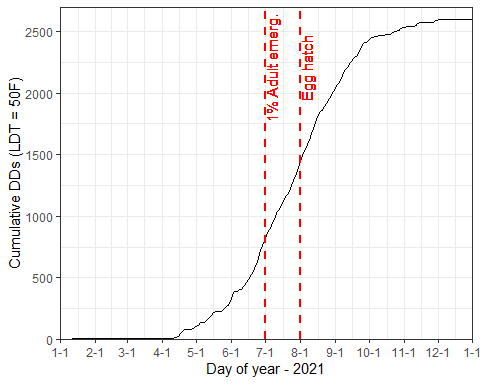 2500
2000
1500
1000
500
0
Cumulative DDs (LDT = 50F)
1% Adult emerg.
Egg hatch
1-1 2-1 3-1 4-1 5-1 6-1 7-1 8-1 9-1 10-1 11-1 12-1 1-1
Day of year - 2021